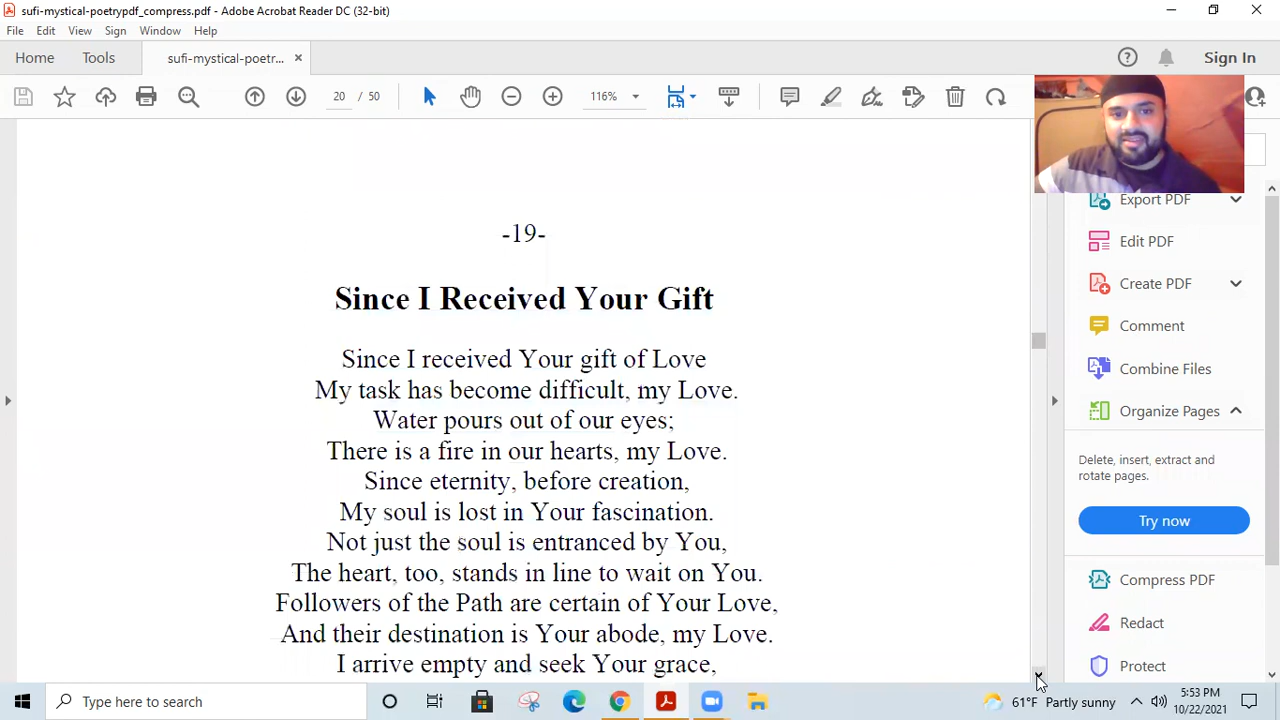 sufi-mystical-poetrypdf_compress.pdf - Adobe Acrobat Reader DC (32-bit)
File Edit View Sign Window Help
Home Tools sufi-mystical-poetr... × Sign In
20 / 50 116%
-19-
Since I Received Your Gift
Since I received Your gift of Love
My task has become difficult, my Love.
Water pours out of our eyes;
There is a fire in our hearts, my Love.
Since eternity, before creation,
My soul is lost in Your fascination.
Not just the soul is entranced by You,
The heart, too, stands in line to wait on You.
Followers of the Path are certain of Your Love,
And their destination is Your abode, my Love.
I arrive empty and seek Your grace,
Export PDF
Edit PDF
Create PDF
Comment
Combine Files
Organize Pages
Delete, insert, extract and
rotate pages.
Try now
Compress PDF
Redact
Protect
Type here to search
61°F Partly sunny
5:53 PM
10/22/2021